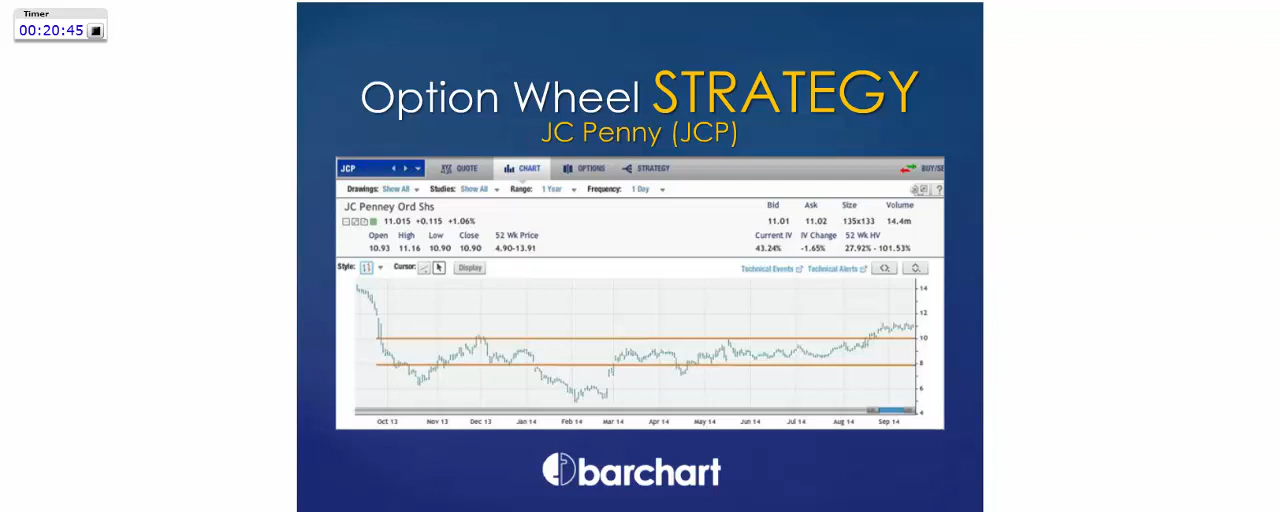 Timer
00:20:45
Option Wheel STRATEGY
JC Penny (JCP)
JCP QUOTE CHART OPTIONS STRATEGY BUY/SE
Drawings: Show All Studies: Show All Range: 1 Year Frequency: 1 Day ?
JC Penney Ord Shs Bid Ask Size Volume
11.015 +0.115 +1.06% 11.01 11.02 135x133 14.4m
Open High Low Close 52 Wk Price Current IV IV Change 52 Wk HV
10.93 11.16 10.90 10.90 4.90-13.91 43.24% -1.65% 27.92% - 101.53%
Style: Cursor: Display Technical Events Technical Alerts
14
12
10
8
6
4
Oct 13 Nov 13 Dec 13 Jan 14 Feb 14 Mar 14 Apr 14 May 14 Jun 14 Jul 14 Aug 14 Sep 14
barchart